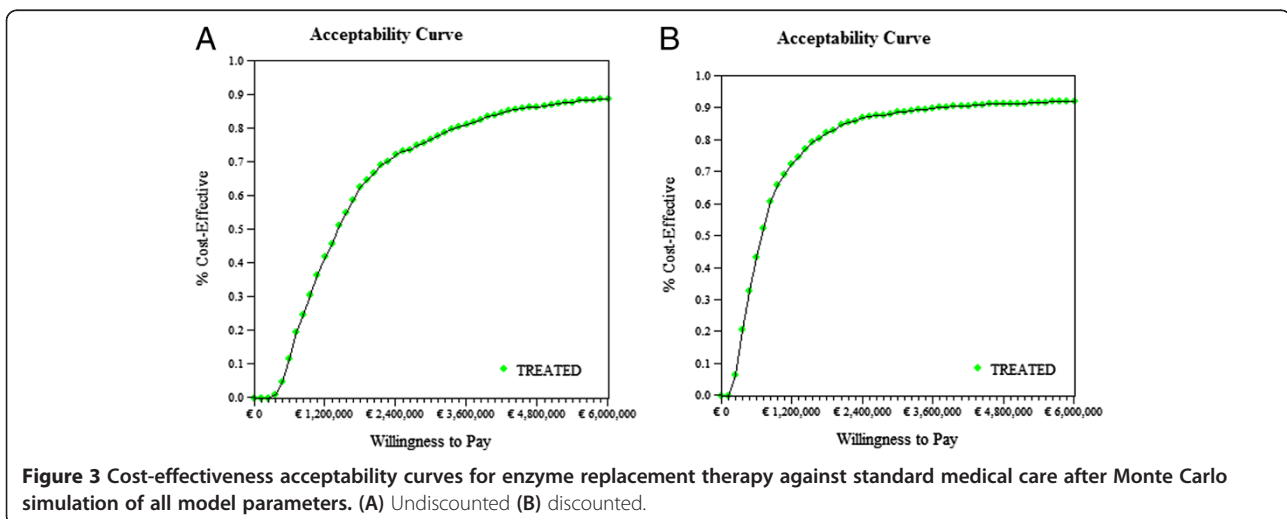 A
Acceptability Curve
1.0
0.9
0.8
0.7
0.6
0.5
0.4
0.3
0.2
0.1
0.0
% Cost-Effective
TREATED
€ 0
€ 1,200,000
€ 2,400,000
€ 3,600,000
€ 4,800,000
€ 6,000,000
Willingness to Pay
B
Acceptability Curve
1.0
0.9
0.8
0.7
0.6
0.5
0.4
0.3
0.2
0.1
0.0
% Cost-Effective
TREATED
€ 0
€ 1,200,000
€ 2,400,000
€ 3,600,000
€ 4,800,000
€ 6,000,000
Willingness to Pay
Figure 3 Cost-effectiveness acceptability curves for enzyme replacement therapy against standard medical care after Monte Carlo
simulation of all model parameters. (A) Undiscounted (B) discounted.